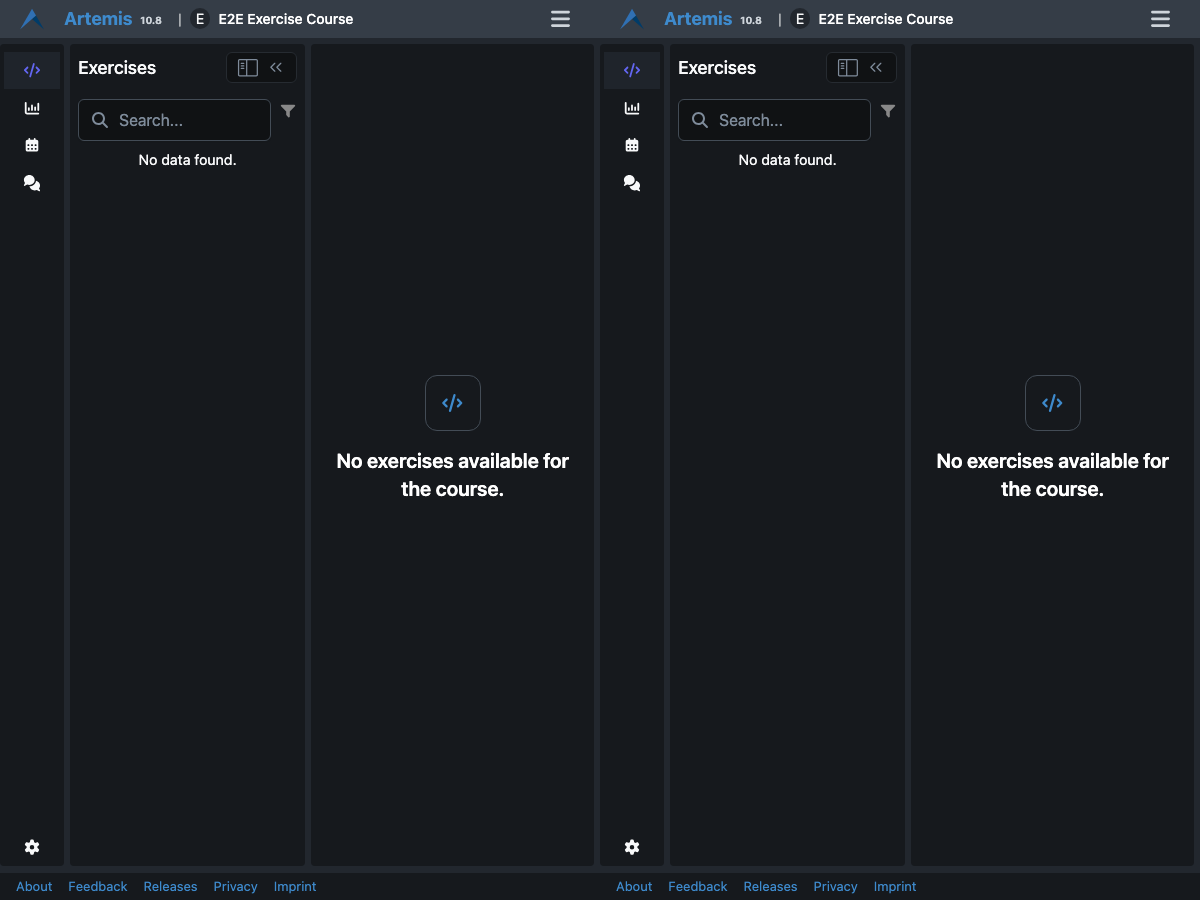 Artemis 10.8 | E E2E Exercise Course
Exercises
Search...
No data found.
No exercises available for
the course.
About Feedback Releases Privacy Imprint
Artemis 10.8 | E E2E Exercise Course
Exercises
Search...
No data found.
No exercises available for
the course.
About Feedback Releases Privacy Imprint